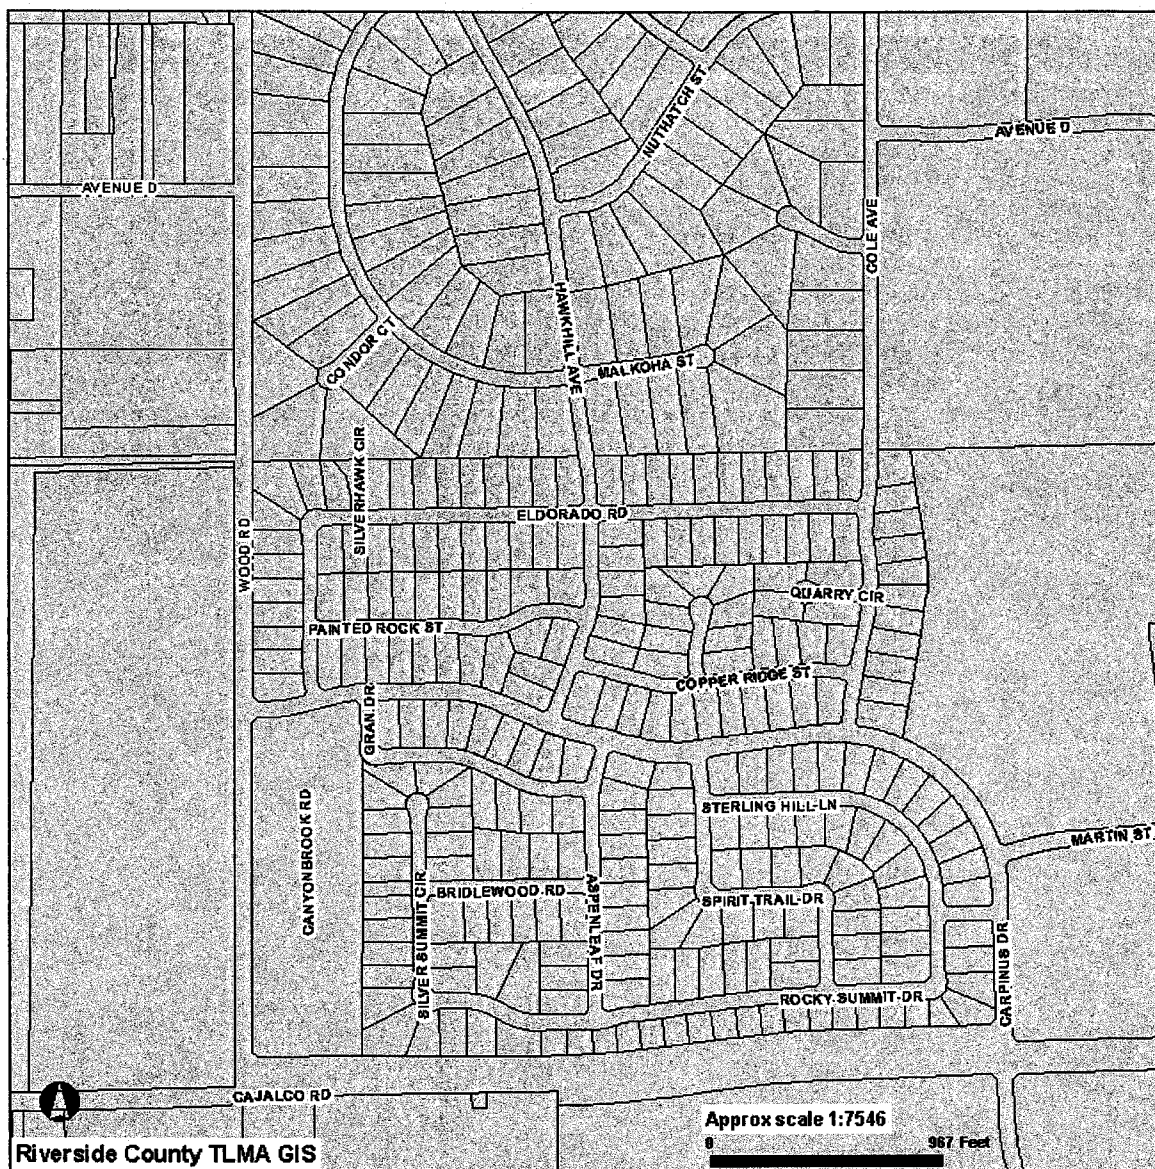 NUTHATCH ST
AVENUE D
AVENUE D
COLE AVE
HAWKHILL AVE
CONDOR CT
MALKOHA ST
SILVERHAWK CIR
ELDORADO RD
WOOD RD
QUARRY CIR
PAINTED ROCK ST
COPPER RIDGE ST
GRAN DR
CANYONBROOK RD
STERLING HILL LN
MARTIN ST
SILVER SUMMIT CIR
BRIDLEWOOD RD
ASPENLEAF DR
SPIRIT TRAIL DR
CARPINUS DR
ROCKY SUMMIT DR
CAJALCO RD
Approx scale 1:7546
0 967 Feet
Riverside County TLMA GIS